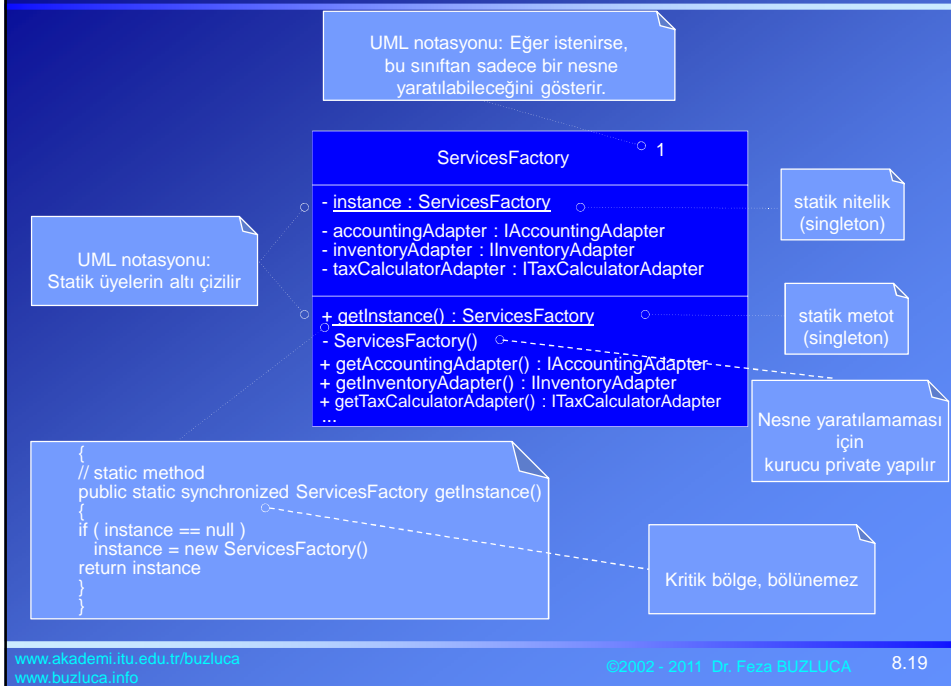 UML notasyonu: Eğer istenirse,
bu sınıftan sadece bir nesne
yaratılabileceğini gösterir.
ServicesFactory
1
- instance : ServicesFactory
- accountingAdapter : IAccountingAdapter
- inventoryAdapter : IInventoryAdapter
- taxCalculatorAdapter : ITaxCalculatorAdapter
+ getInstance() : ServicesFactory
- ServicesFactory()
+ getAccountingAdapter() : IAccountingAdapter
+ getInventoryAdapter() : IInventoryAdapter
+ getTaxCalculatorAdapter() : ITaxCalculatorAdapter
...
UML notasyonu:
Statik üyelerin altı çizilir
statik nitelik
(singleton)
statik metot
(singleton)
Nesne yaratılamaması
için
kurucu private yapılır
{
// static method
public static synchronized ServicesFactory getInstance()
{
if ( instance == null )
instance = new ServicesFactory()
return instance
}
}
Kritik bölge, bölünemez
www.akademi.itu.edu.tr/buzluca
www.buzluca.info
©2002 - 2011 Dr. Feza BUZLUCA
8.19